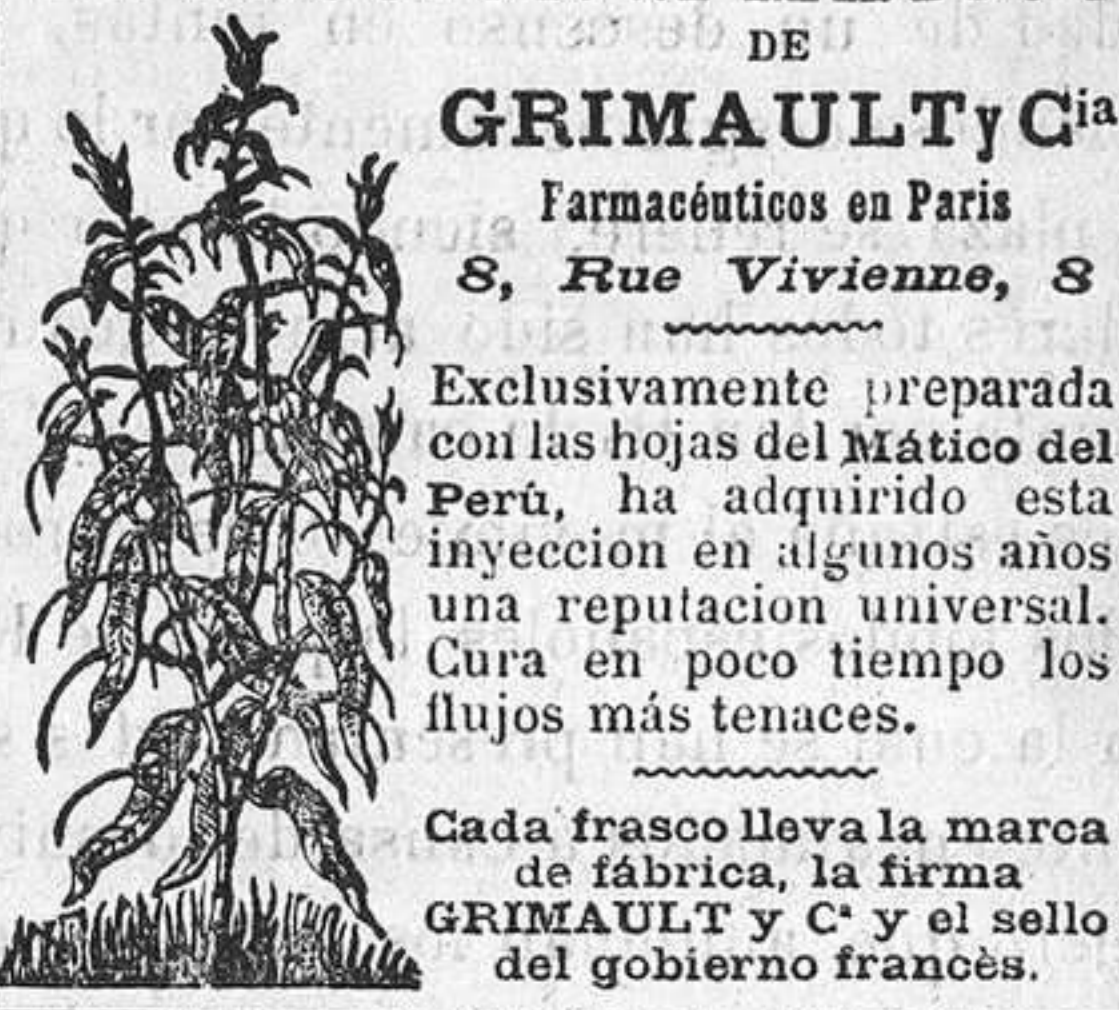 DE
GRIMAULT y Cia
Farmacéuticos en Paris
8, Rue Vivienne, 8
Exclusivamente preparada
con las hojas del Mático del
Perú, ha adquirido esta
inyeccion en algunos años
una reputacion universal.
Cura en poco tiempo los
flujos más tenaces.
Cada frasco lleva la marca
de fábrica, la firma
GRIMAULT y Ca y el sello
del gobierno francès.